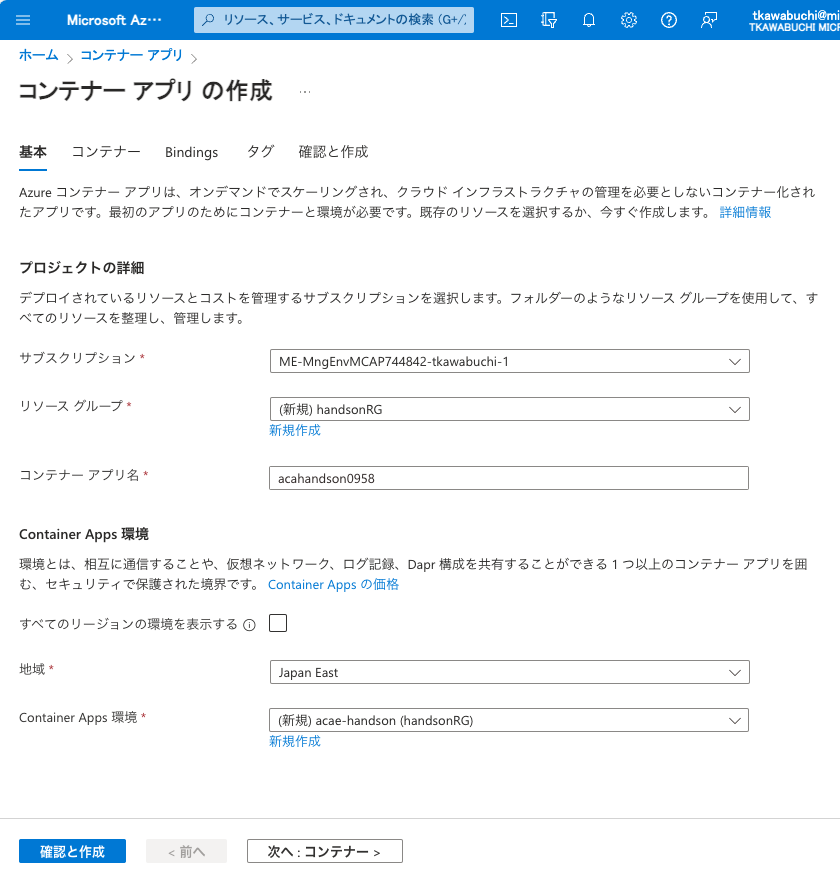 Microsoft Az…
リソース、サービス、ドキュメントの検索 (G+/)
tkawabuchi@mi
TKAWABUCHI MICR
ホーム > コンテナー アプリ >
コンテナー アプリ の作成 …
基本 コンテナー Bindings タグ 確認と作成
Azure コンテナー アプリは、オンデマンドでスケーリングされ、クラウド インフラストラクチャの管理を必要としないコンテナー化され
たアプリです。最初のアプリのためにコンテナーと環境が必要です。既存のリソースを選択するか、今すぐ作成します。 詳細情報
プロジェクトの詳細
デプロイされているリソースとコストを管理するサブスクリプションを選択します。フォルダーのようなリソース グループを使用して、す
べてのリソースを整理し、管理します。
サブスクリプション *
ME-MngEnvMCAP744842-tkawabuchi-1
リソース グループ *
(新規) handsonRG
新規作成
コンテナー アプリ名 *
acahandson0958
Container Apps 環境
環境とは、相互に通信することや、仮想ネットワーク、ログ記録、Dapr 構成を共有することができる 1 つ以上のコンテナー アプリを囲
む、セキュリティで保護された境界です。 Container Apps の価格
すべてのリージョンの環境を表示する
地域 *
Japan East
Container Apps 環境 *
(新規) acae-handson (handsonRG)
新規作成
確認と作成
< 前へ
次へ : コンテナー >